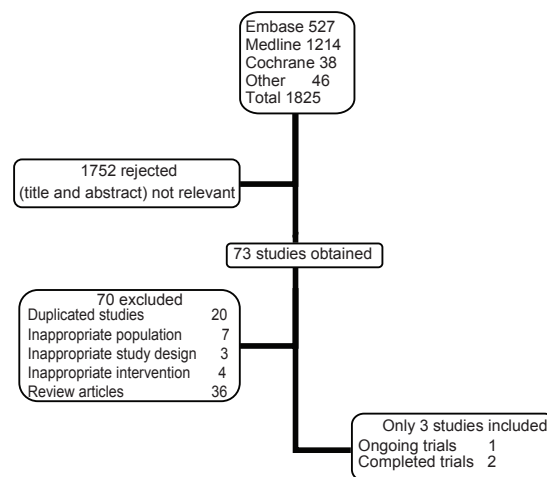 Embase 527
Medline 1214
Cochrane 38
Other 46
Total 1825
1752 rejected
(title and abstract) not relevant
73 studies obtained
70 excluded
Duplicated studies 20
Inappropriate population 7
Inappropriate study design 3
Inappropriate intervention 4
Review articles 36
Only 3 studies included
Ongoing trials 1
Completed trials 2